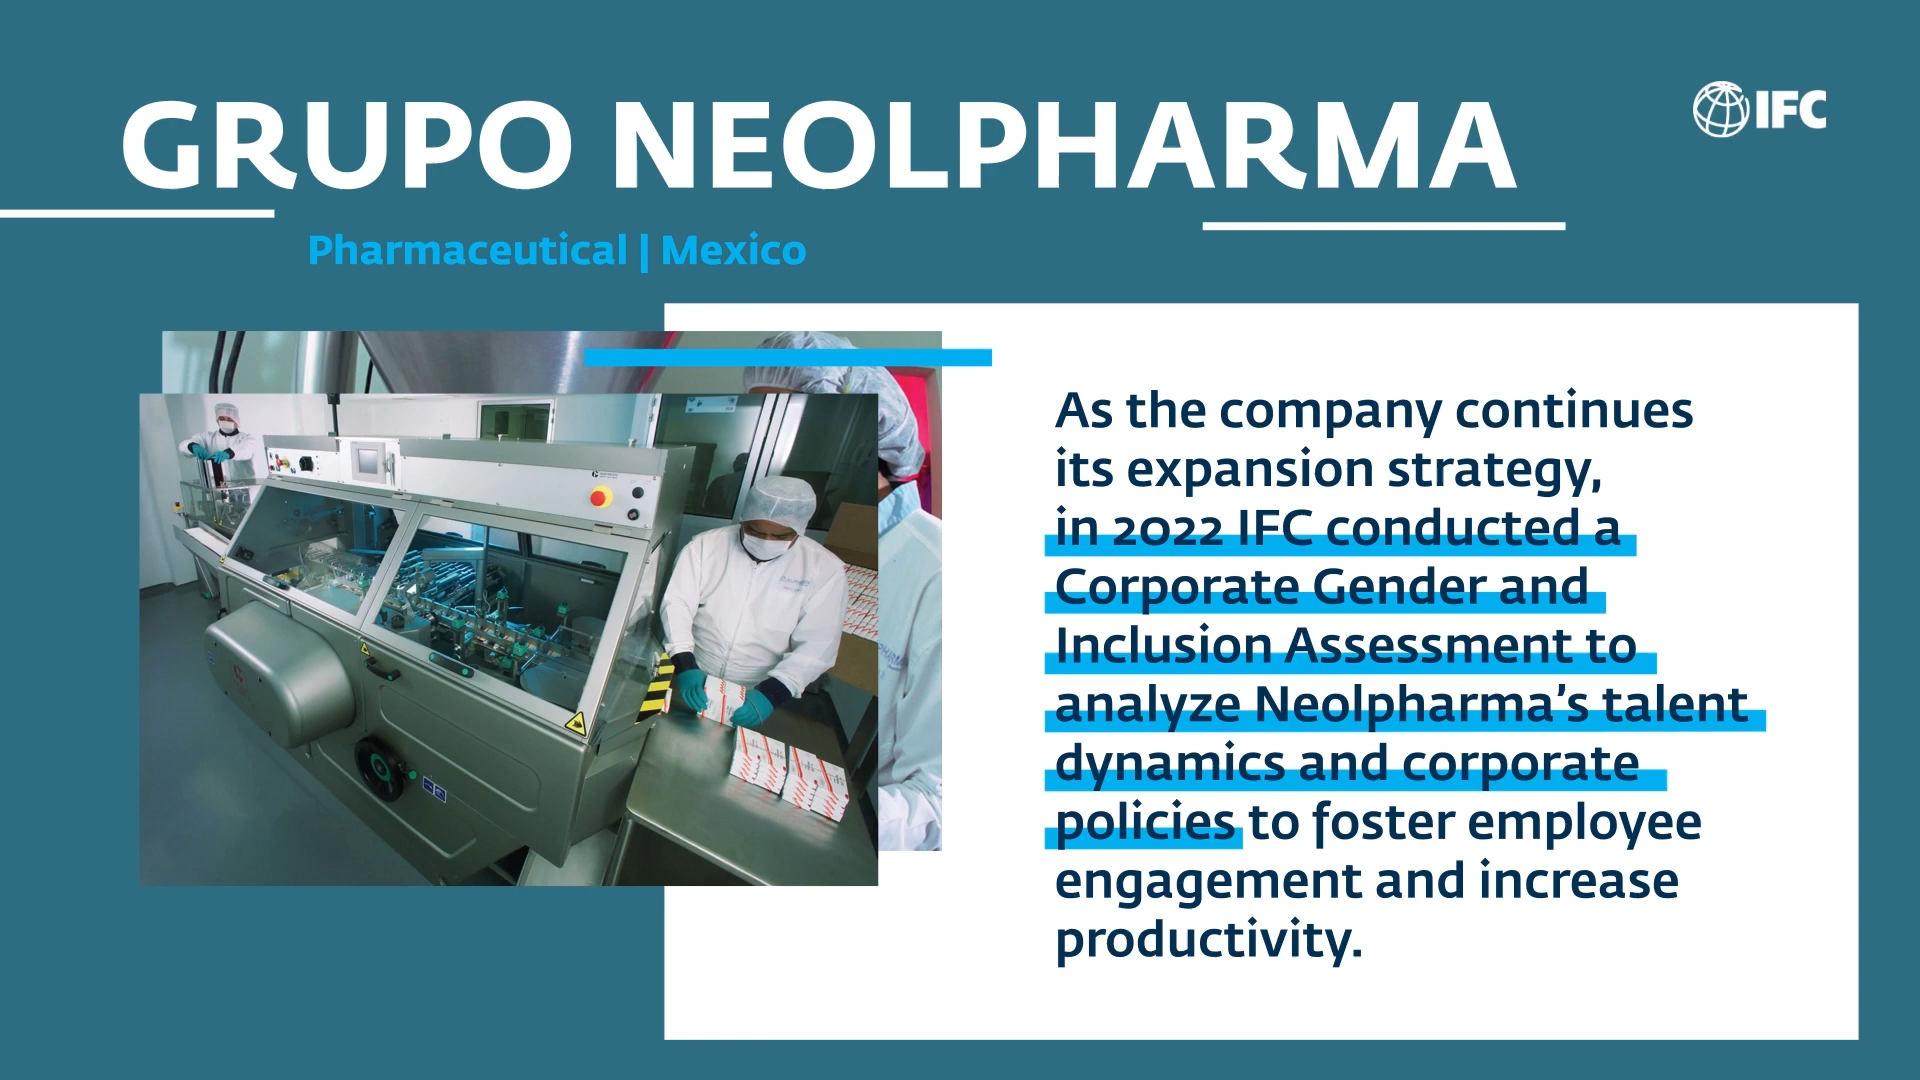 GRUPO NEOLPHARMA
IFC
Pharmaceutical | Mexico
As the company continues
its expansion strategy,
in 2022 IFC conducted a
Corporate Gender and
Inclusion Assessment to
analyze Neolpharma’s talent
dynamics and corporate
policies to foster employee
engagement and increase
productivity.